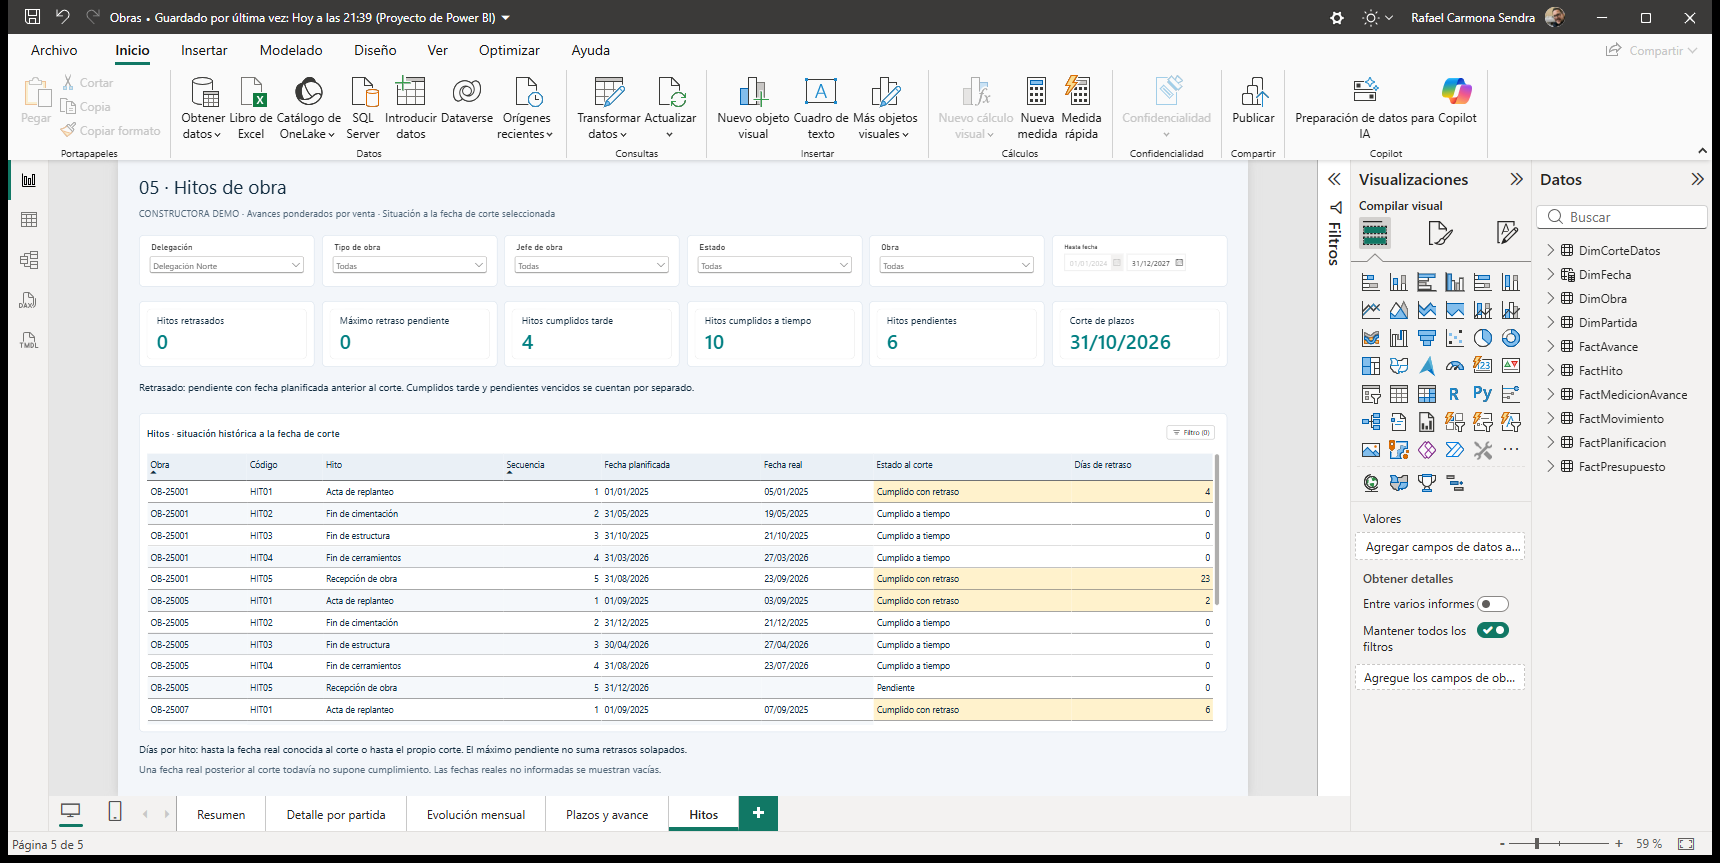 Obras • Guardado por última vez: Hoy a las 21:39 (Proyecto de Power BI)
Rafael Carmona Sendra
Archivo Inicio Insertar Modelado Diseño Ver Optimizar Ayuda Compartir
Pegar
Cortar
Copia
Copiar formato
Portapapeles
Obtener datos
Libro de Excel
Catálogo de OneLake
SQL Server
Introducir datos
Dataverse
Orígenes recientes
Datos
Transformar datos
Actualizar
Consultas
Nuevo objeto visual
Cuadro de texto
Más objetos visuales
Insertar
Nuevo cálculo visual
Nueva medida
Medida rápida
Cálculos
Confidencialidad
Confidencialidad
Publicar
Compartir
Preparación de datos para IA
Copilot
Copilot
05 · Hitos de obra
CONSTRUCTORA DEMO · Avances ponderados por venta · Situación a la fecha de corte seleccionada
Delegación
Delegación Norte
Tipo de obra
Todas
Jefe de obra
Todas
Estado
Todas
Obra
Todas
Hasta fecha
01/01/2024 31/12/2027
Hitos retrasados
0
Máximo retraso pendiente
0
Hitos cumplidos tarde
4
Hitos cumplidos a tiempo
10
Hitos pendientes
6
Corte de plazos
31/10/2026
Retrasado: pendiente con fecha planificada anterior al corte. Cumplidos tarde y pendientes vencidos se cuentan por separado.
Hitos · situación histórica a la fecha de corte
Filtro (0)
Obra Código Hito Secuencia Fecha planificada Fecha real Estado al corte Días de retraso
OB-25001 HIT01 Acta de replanteo 1 01/01/2025 05/01/2025 Cumplido con retraso 4
OB-25001 HIT02 Fin de cimentación 2 31/05/2025 19/05/2025 Cumplido a tiempo 0
OB-25001 HIT03 Fin de estructura 3 31/10/2025 21/10/2025 Cumplido a tiempo 0
OB-25001 HIT04 Fin de cerramientos 4 31/03/2026 27/03/2026 Cumplido a tiempo 0
OB-25001 HIT05 Recepción de obra 5 31/08/2026 23/09/2026 Cumplido con retraso 23
OB-25005 HIT01 Acta de replanteo 1 01/09/2025 03/09/2025 Cumplido con retraso 2
OB-25005 HIT02 Fin de cimentación 2 31/12/2025 21/12/2025 Cumplido a tiempo 0
OB-25005 HIT03 Fin de estructura 3 30/04/2026 27/04/2026 Cumplido a tiempo 0
OB-25005 HIT04 Fin de cerramientos 4 31/08/2026 23/07/2026 Cumplido a tiempo 0
OB-25005 HIT05 Recepción de obra 5 31/12/2026 Pendiente 0
OB-25007 HIT01 Acta de replanteo 1 01/09/2025 07/09/2025 Cumplido con retraso 6
Días por hito: hasta la fecha real conocida al corte o hasta el propio corte. El máximo pendiente no suma retrasos solapados.
Una fecha real posterior al corte todavía no supone cumplimiento. Las fechas reales no informadas se muestran vacías.
Filtros
Visualizaciones
Compilar visual
R Py
123
Valores
Agregar campos de datos a...
Obtener detalles
Entre varios informes
Mantener todos los filtros
Agregue los campos de ob...
Datos
Buscar
DimCorteDatos
DimFecha
DimObra
DimPartida
FactAvance
FactHito
FactMedicionAvance
FactMovimiento
FactPlanificacion
FactPresupuesto
DAX
TMDL
Resumen Detalle por partida Evolución mensual Plazos y avance Hitos +
Página 5 de 5
- + 59 %